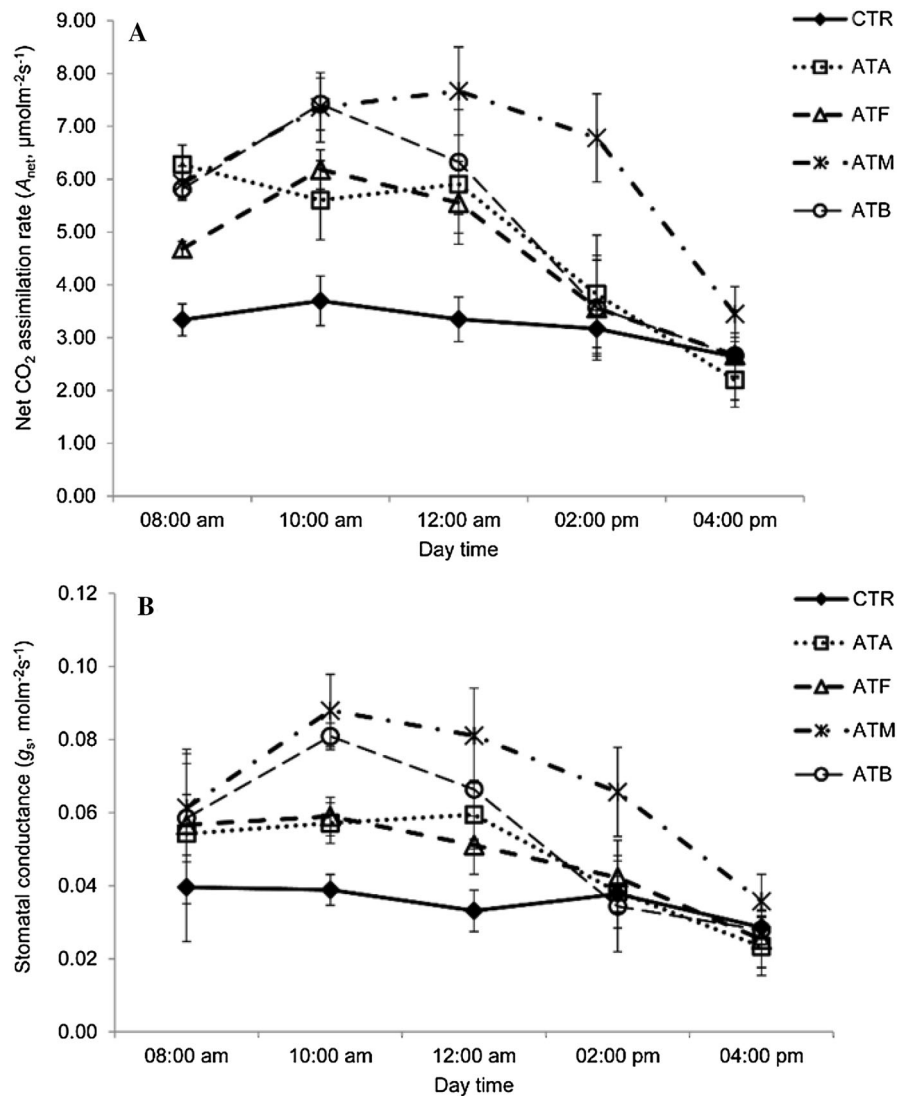 A
Net CO₂ assimilation rate (Aₙₑₜ, µmolm⁻²s⁻¹)
9.00
8.00
7.00
6.00
5.00
4.00
3.00
2.00
1.00
0.00
08:00 am 10:00 am 12:00 am 02:00 pm 04:00 pm
Day time
CTR
ATA
ATF
ATM
ATB
B
Stomatal conductance (gₛ, molm⁻²s⁻¹)
0.12
0.10
0.08
0.06
0.04
0.02
0.00
08:00 am 10:00 am 12:00 am 02:00 pm 04:00 pm
Day time
CTR
ATA
ATF
ATM
ATB